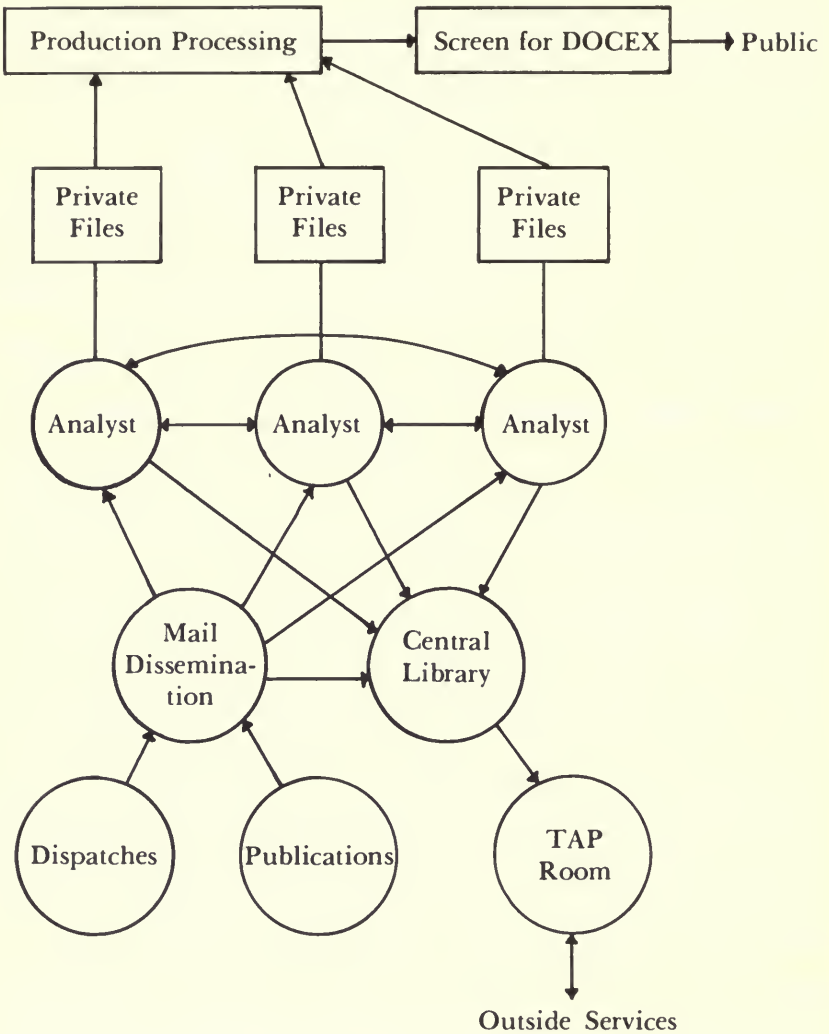 Production Processing
Screen for DOCEX
Public
Private
Files
Private
Files
Private
Files
Analyst
Analyst
Analyst
Mail
Dissemina-
tion
Central
Library
Dispatches
Publications
TAP
Room
Outside Services